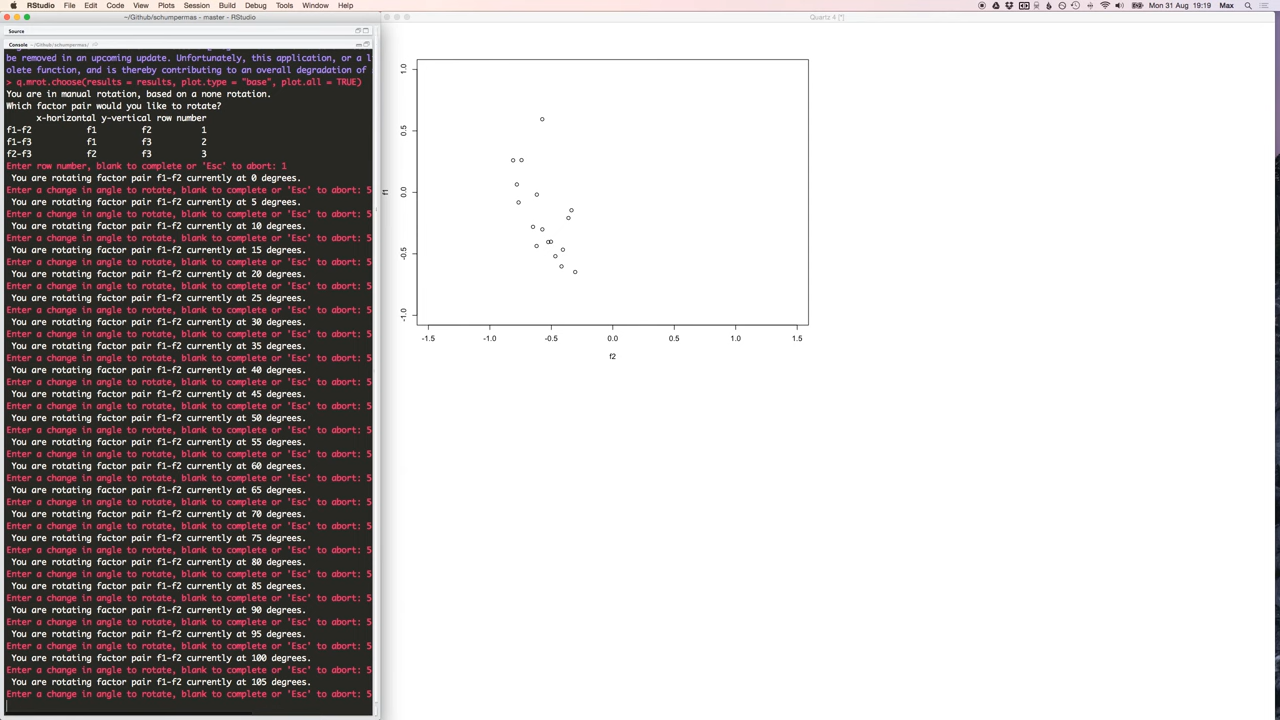 RStudio File Edit Code View Plots Session Build Debug Tools Window Help Mon 31 Aug 19:19 Max
~/Github/schumpermas - master - RStudio
Quartz 4 [*]
Source
Console ~/Github/schumpermas/
be removed in an upcoming update. Unfortunately, this application, or a l
olete function, and is thereby contributing to an overall degradation of
> q.mrot.choose(results = results, plot.type = "base", plot.all = TRUE)
You are in manual rotation, based on a none rotation.
Which factor pair would you like to rotate?
x-horizontal y-vertical row number
f1-f2 f1 f2 1
f1-f3 f1 f3 2
f2-f3 f2 f3 3
Enter row number, blank to complete or 'Esc' to abort: 1
You are rotating factor pair f1-f2 currently at 0 degrees.
Enter a change in angle to rotate, blank to complete or 'Esc' to abort: 5
You are rotating factor pair f1-f2 currently at 5 degrees.
Enter a change in angle to rotate, blank to complete or 'Esc' to abort: 5
You are rotating factor pair f1-f2 currently at 10 degrees.
Enter a change in angle to rotate, blank to complete or 'Esc' to abort: 5
You are rotating factor pair f1-f2 currently at 15 degrees.
Enter a change in angle to rotate, blank to complete or 'Esc' to abort: 5
You are rotating factor pair f1-f2 currently at 20 degrees.
Enter a change in angle to rotate, blank to complete or 'Esc' to abort: 5
You are rotating factor pair f1-f2 currently at 25 degrees.
Enter a change in angle to rotate, blank to complete or 'Esc' to abort: 5
You are rotating factor pair f1-f2 currently at 30 degrees.
Enter a change in angle to rotate, blank to complete or 'Esc' to abort: 5
You are rotating factor pair f1-f2 currently at 35 degrees.
Enter a change in angle to rotate, blank to complete or 'Esc' to abort: 5
You are rotating factor pair f1-f2 currently at 40 degrees.
Enter a change in angle to rotate, blank to complete or 'Esc' to abort: 5
You are rotating factor pair f1-f2 currently at 45 degrees.
Enter a change in angle to rotate, blank to complete or 'Esc' to abort: 5
You are rotating factor pair f1-f2 currently at 50 degrees.
Enter a change in angle to rotate, blank to complete or 'Esc' to abort: 5
You are rotating factor pair f1-f2 currently at 55 degrees.
Enter a change in angle to rotate, blank to complete or 'Esc' to abort: 5
You are rotating factor pair f1-f2 currently at 60 degrees.
Enter a change in angle to rotate, blank to complete or 'Esc' to abort: 5
You are rotating factor pair f1-f2 currently at 65 degrees.
Enter a change in angle to rotate, blank to complete or 'Esc' to abort: 5
You are rotating factor pair f1-f2 currently at 70 degrees.
Enter a change in angle to rotate, blank to complete or 'Esc' to abort: 5
You are rotating factor pair f1-f2 currently at 75 degrees.
Enter a change in angle to rotate, blank to complete or 'Esc' to abort: 5
You are rotating factor pair f1-f2 currently at 80 degrees.
Enter a change in angle to rotate, blank to complete or 'Esc' to abort: 5
You are rotating factor pair f1-f2 currently at 85 degrees.
Enter a change in angle to rotate, blank to complete or 'Esc' to abort: 5
You are rotating factor pair f1-f2 currently at 90 degrees.
Enter a change in angle to rotate, blank to complete or 'Esc' to abort: 5
You are rotating factor pair f1-f2 currently at 95 degrees.
Enter a change in angle to rotate, blank to complete or 'Esc' to abort: 5
You are rotating factor pair f1-f2 currently at 100 degrees.
Enter a change in angle to rotate, blank to complete or 'Esc' to abort: 5
You are rotating factor pair f1-f2 currently at 105 degrees.
Enter a change in angle to rotate, blank to complete or 'Esc' to abort: 5
1.0
0.5
0.0
-0.5
-1.0
f1
-1.5 -1.0 -0.5 0.0 0.5 1.0 1.5
f2